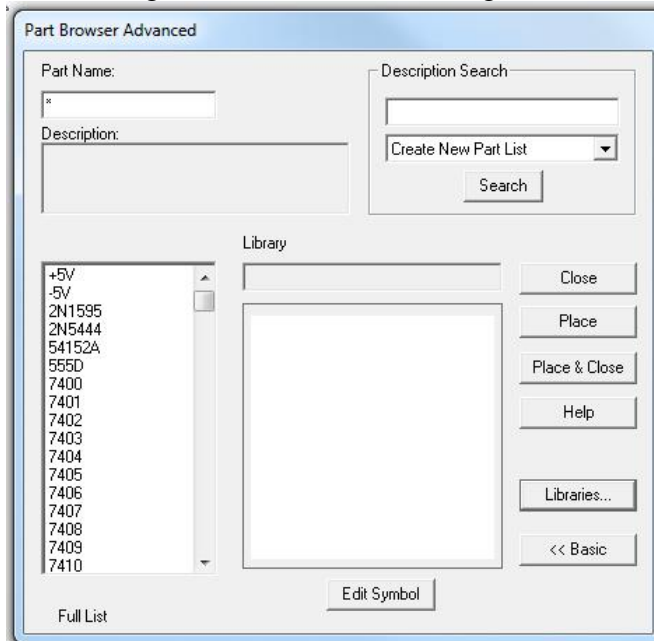 Part Browser Advanced
Part Name:
*
Description:
Description Search
Create New Part List
Search
Library
+5V
-5V
2N1595
2N5444
54152A
555D
7400
7401
7402
7403
7404
7405
7406
7407
7408
7409
7410
Full List
Edit Symbol
Close
Place
Place & Close
Help
Libraries...
<< Basic